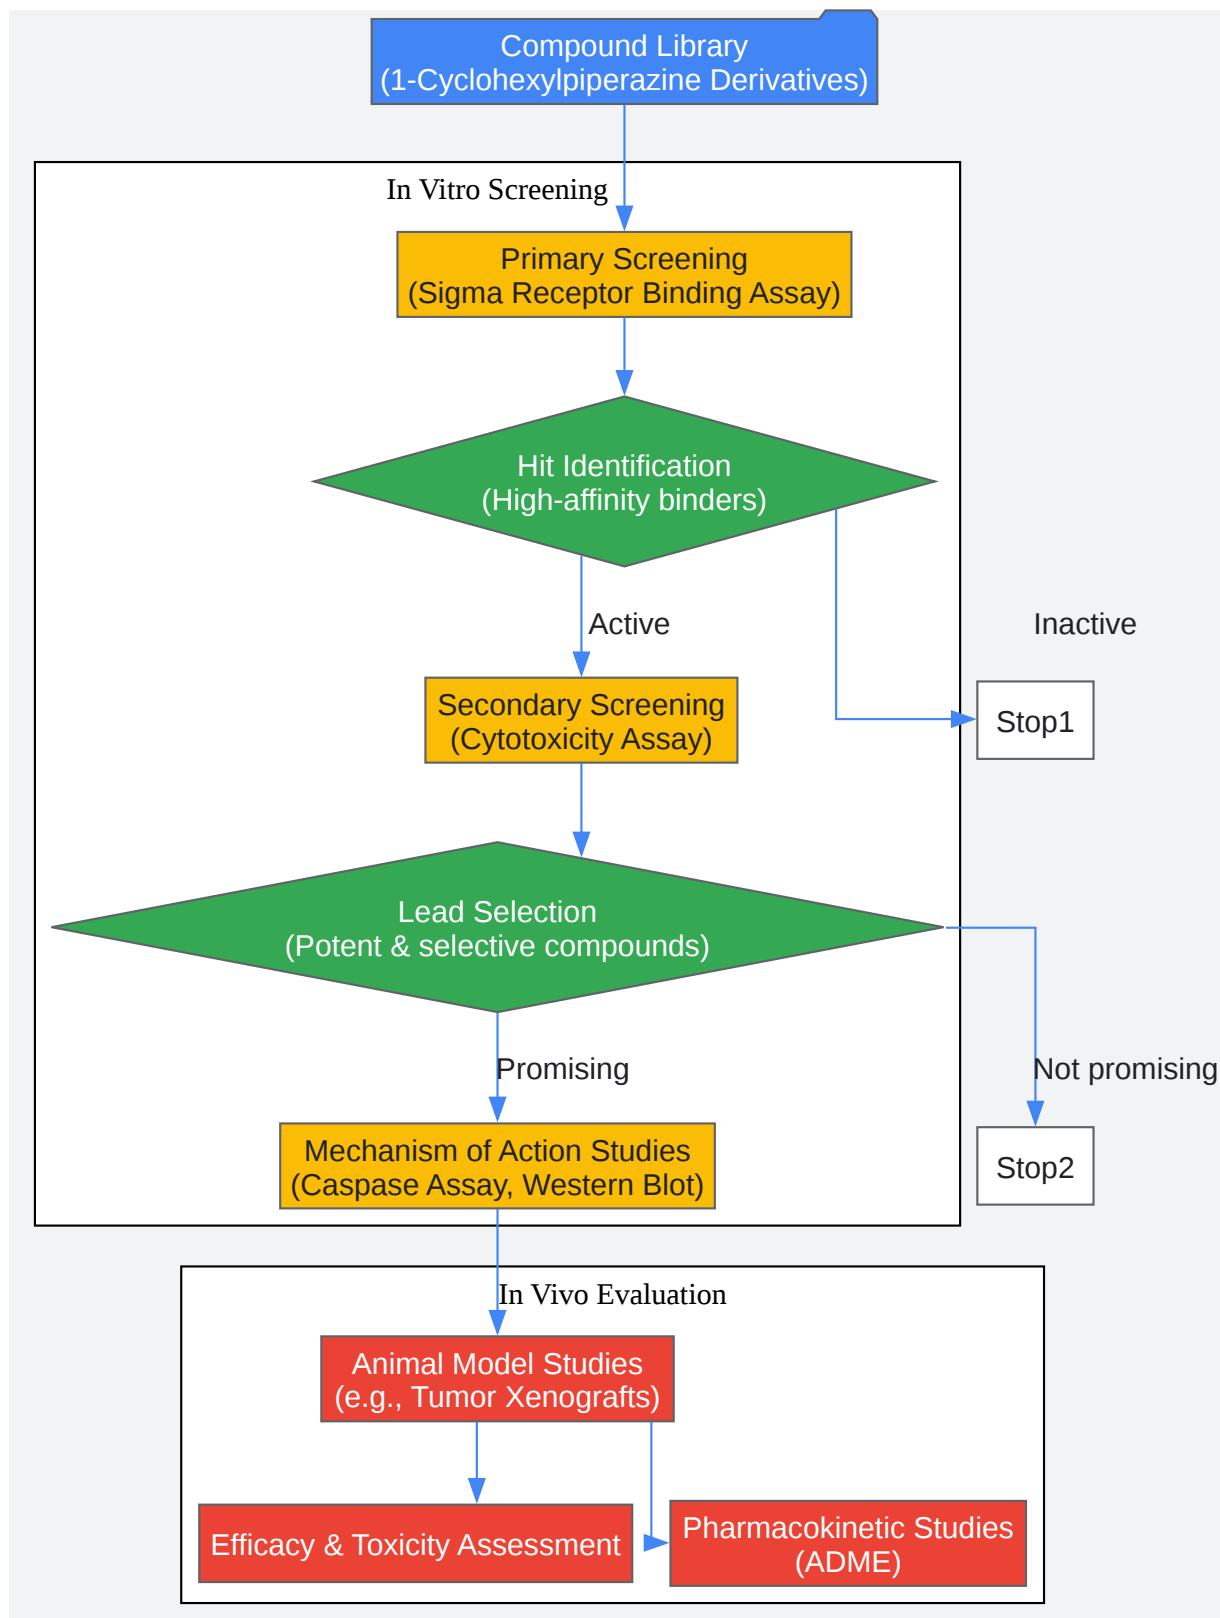 Compound Library
(1-Cyclohexylpiperazine Derivatives)
In Vitro Screening
Primary Screening
(Sigma Receptor Binding Assay)
Hit Identification
(High-affinity binders)
Active
Inactive
Secondary Screening
(Cytotoxicity Assay)
Stop1
Lead Selection
(Potent & selective compounds)
Promising
Not promising
Mechanism of Action Studies
(Caspase Assay, Western Blot)
Stop2
In Vivo Evaluation
Animal Model Studies
(e.g., Tumor Xenografts)
Efficacy & Toxicity Assessment
Pharmacokinetic Studies
(ADME)